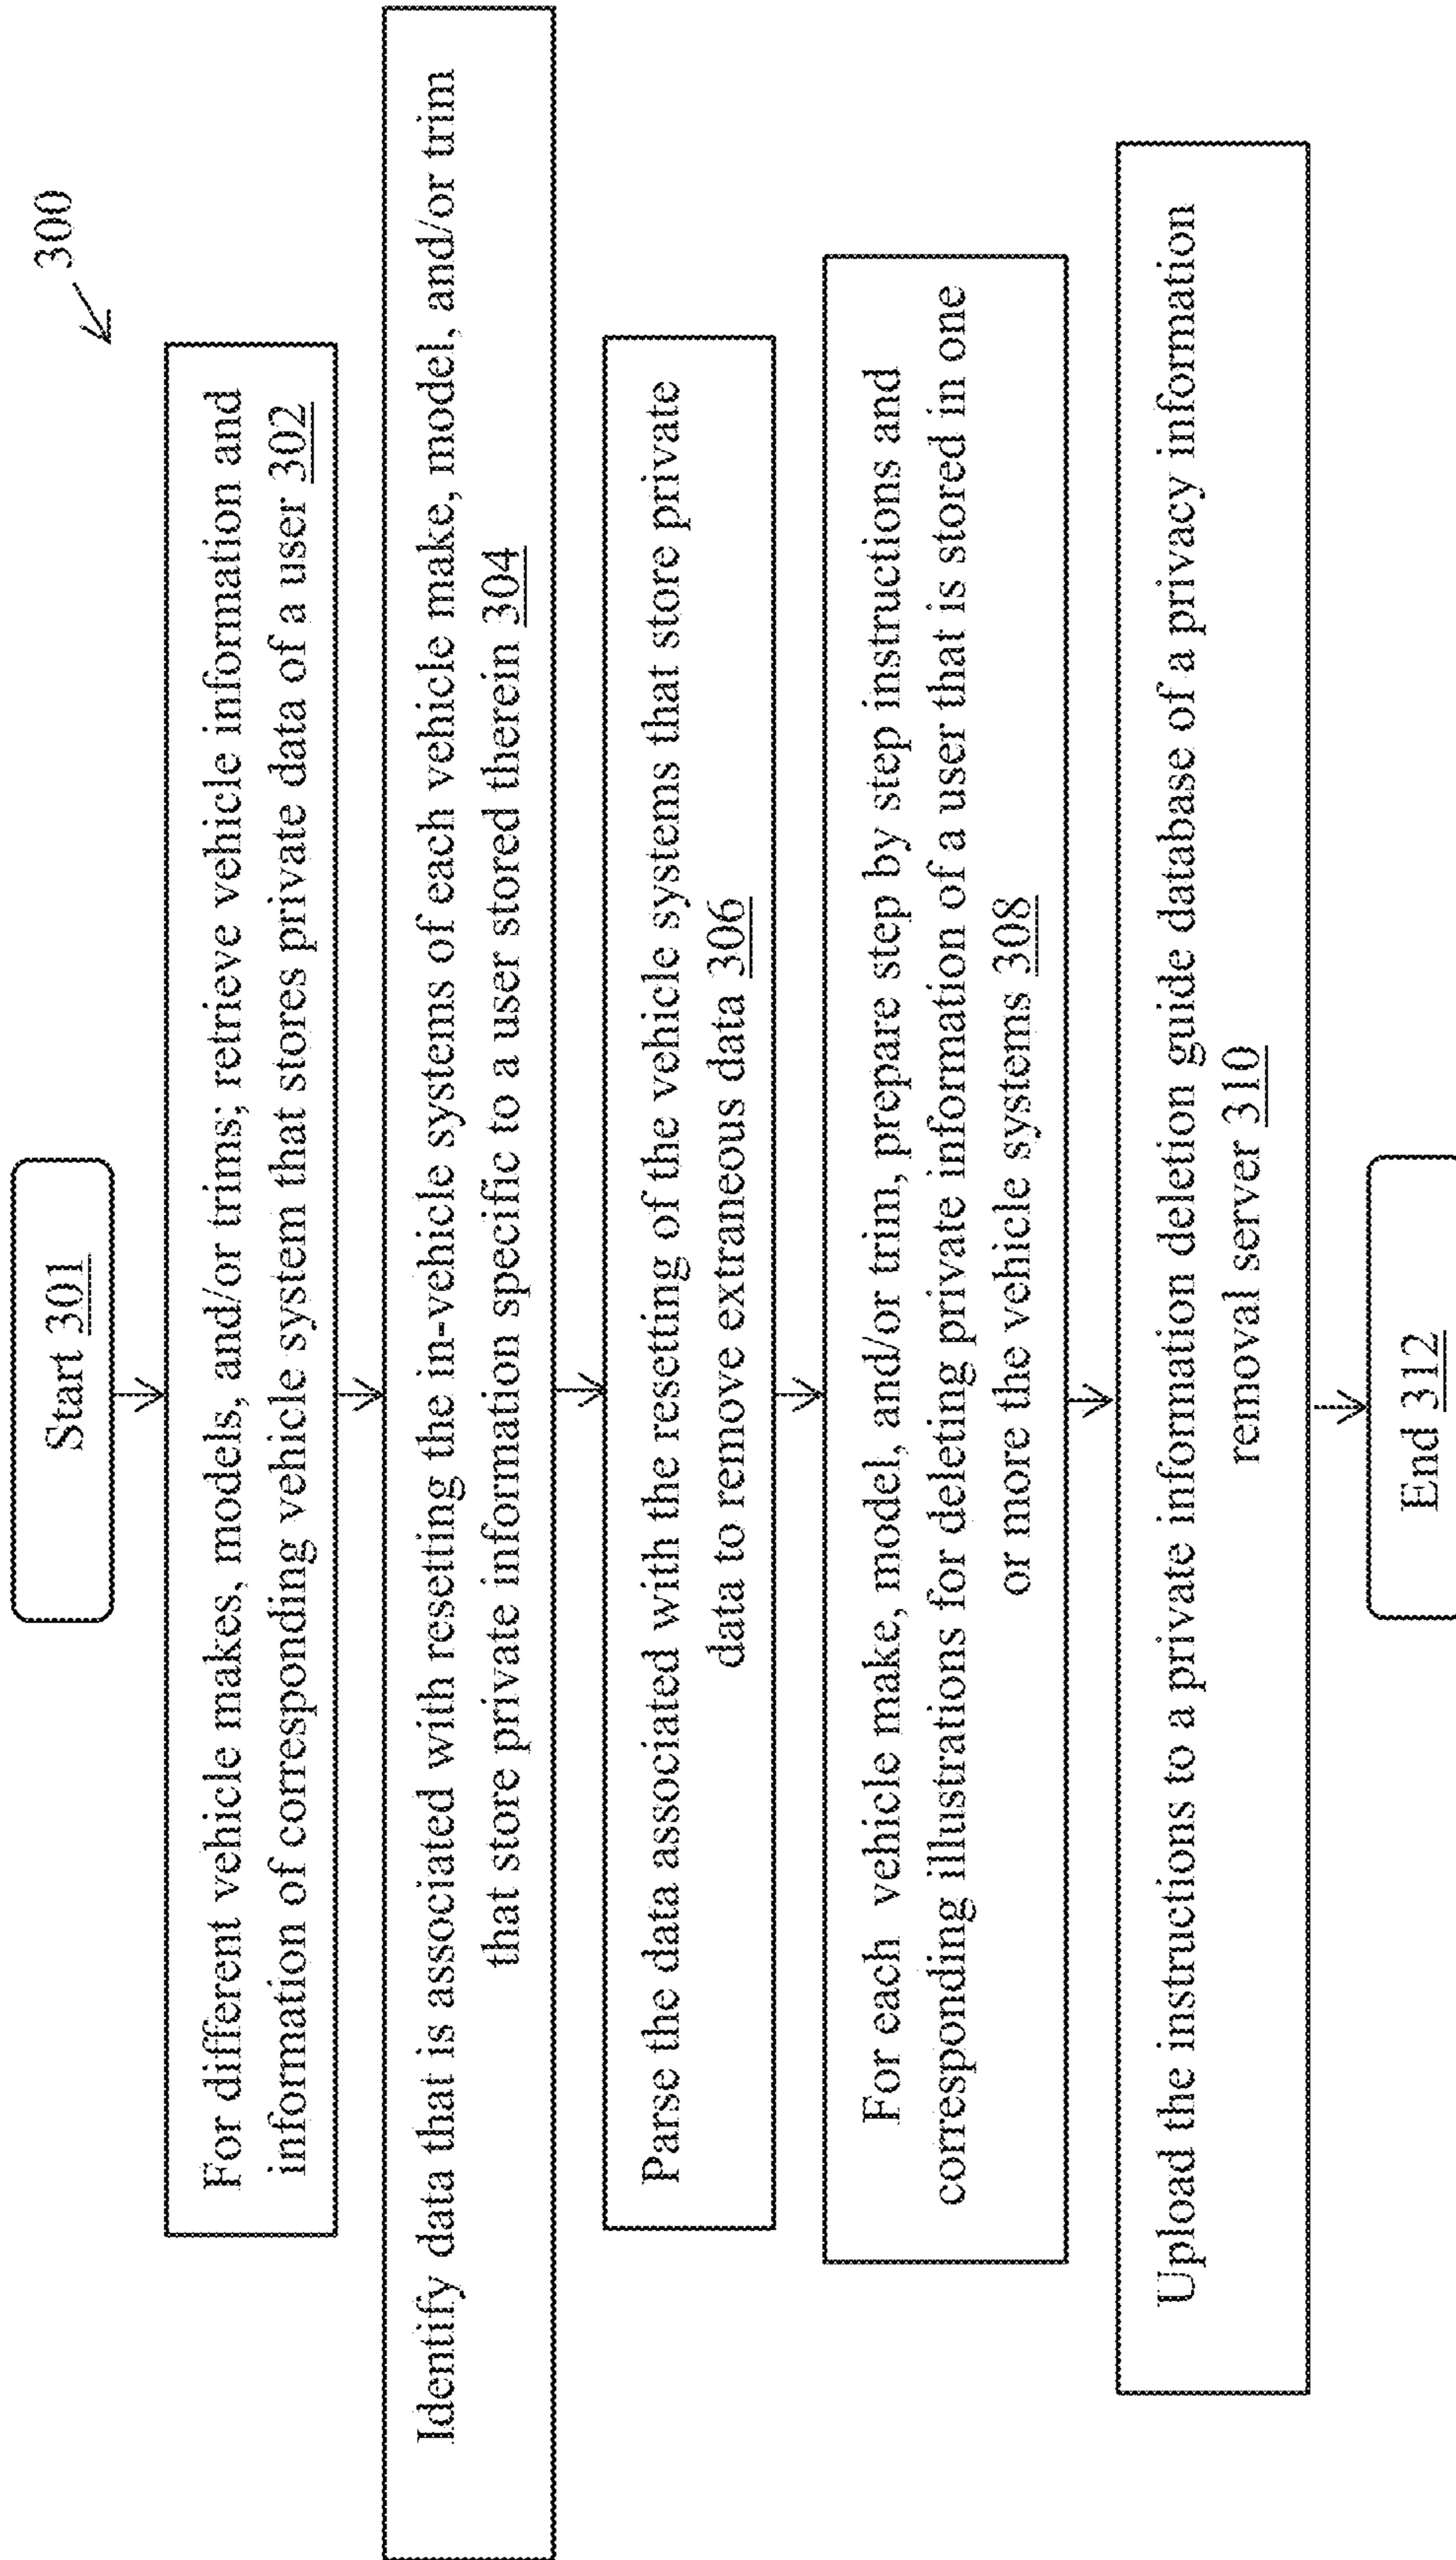 300
Start 301
For different vehicle makes, models, and/or trims; retrieve vehicle information and
information of corresponding vehicle system that stores private data of a user 302
Identify data that is associated with resetting the in-vehicle systems of each vehicle make, model, and/or trim
that store private information specific to a user stored therein 304
Parse the data associated with the resetting of the vehicle systems that store private
data to remove extraneous data 306
For each vehicle make, model, and/or trim, prepare step by step instructions and
corresponding illustrations for deleting private information of a user that is stored in one
or more the vehicle systems 308
Upload the instructions to a private information deletion guide database of a privacy information
removal server 310
End 312